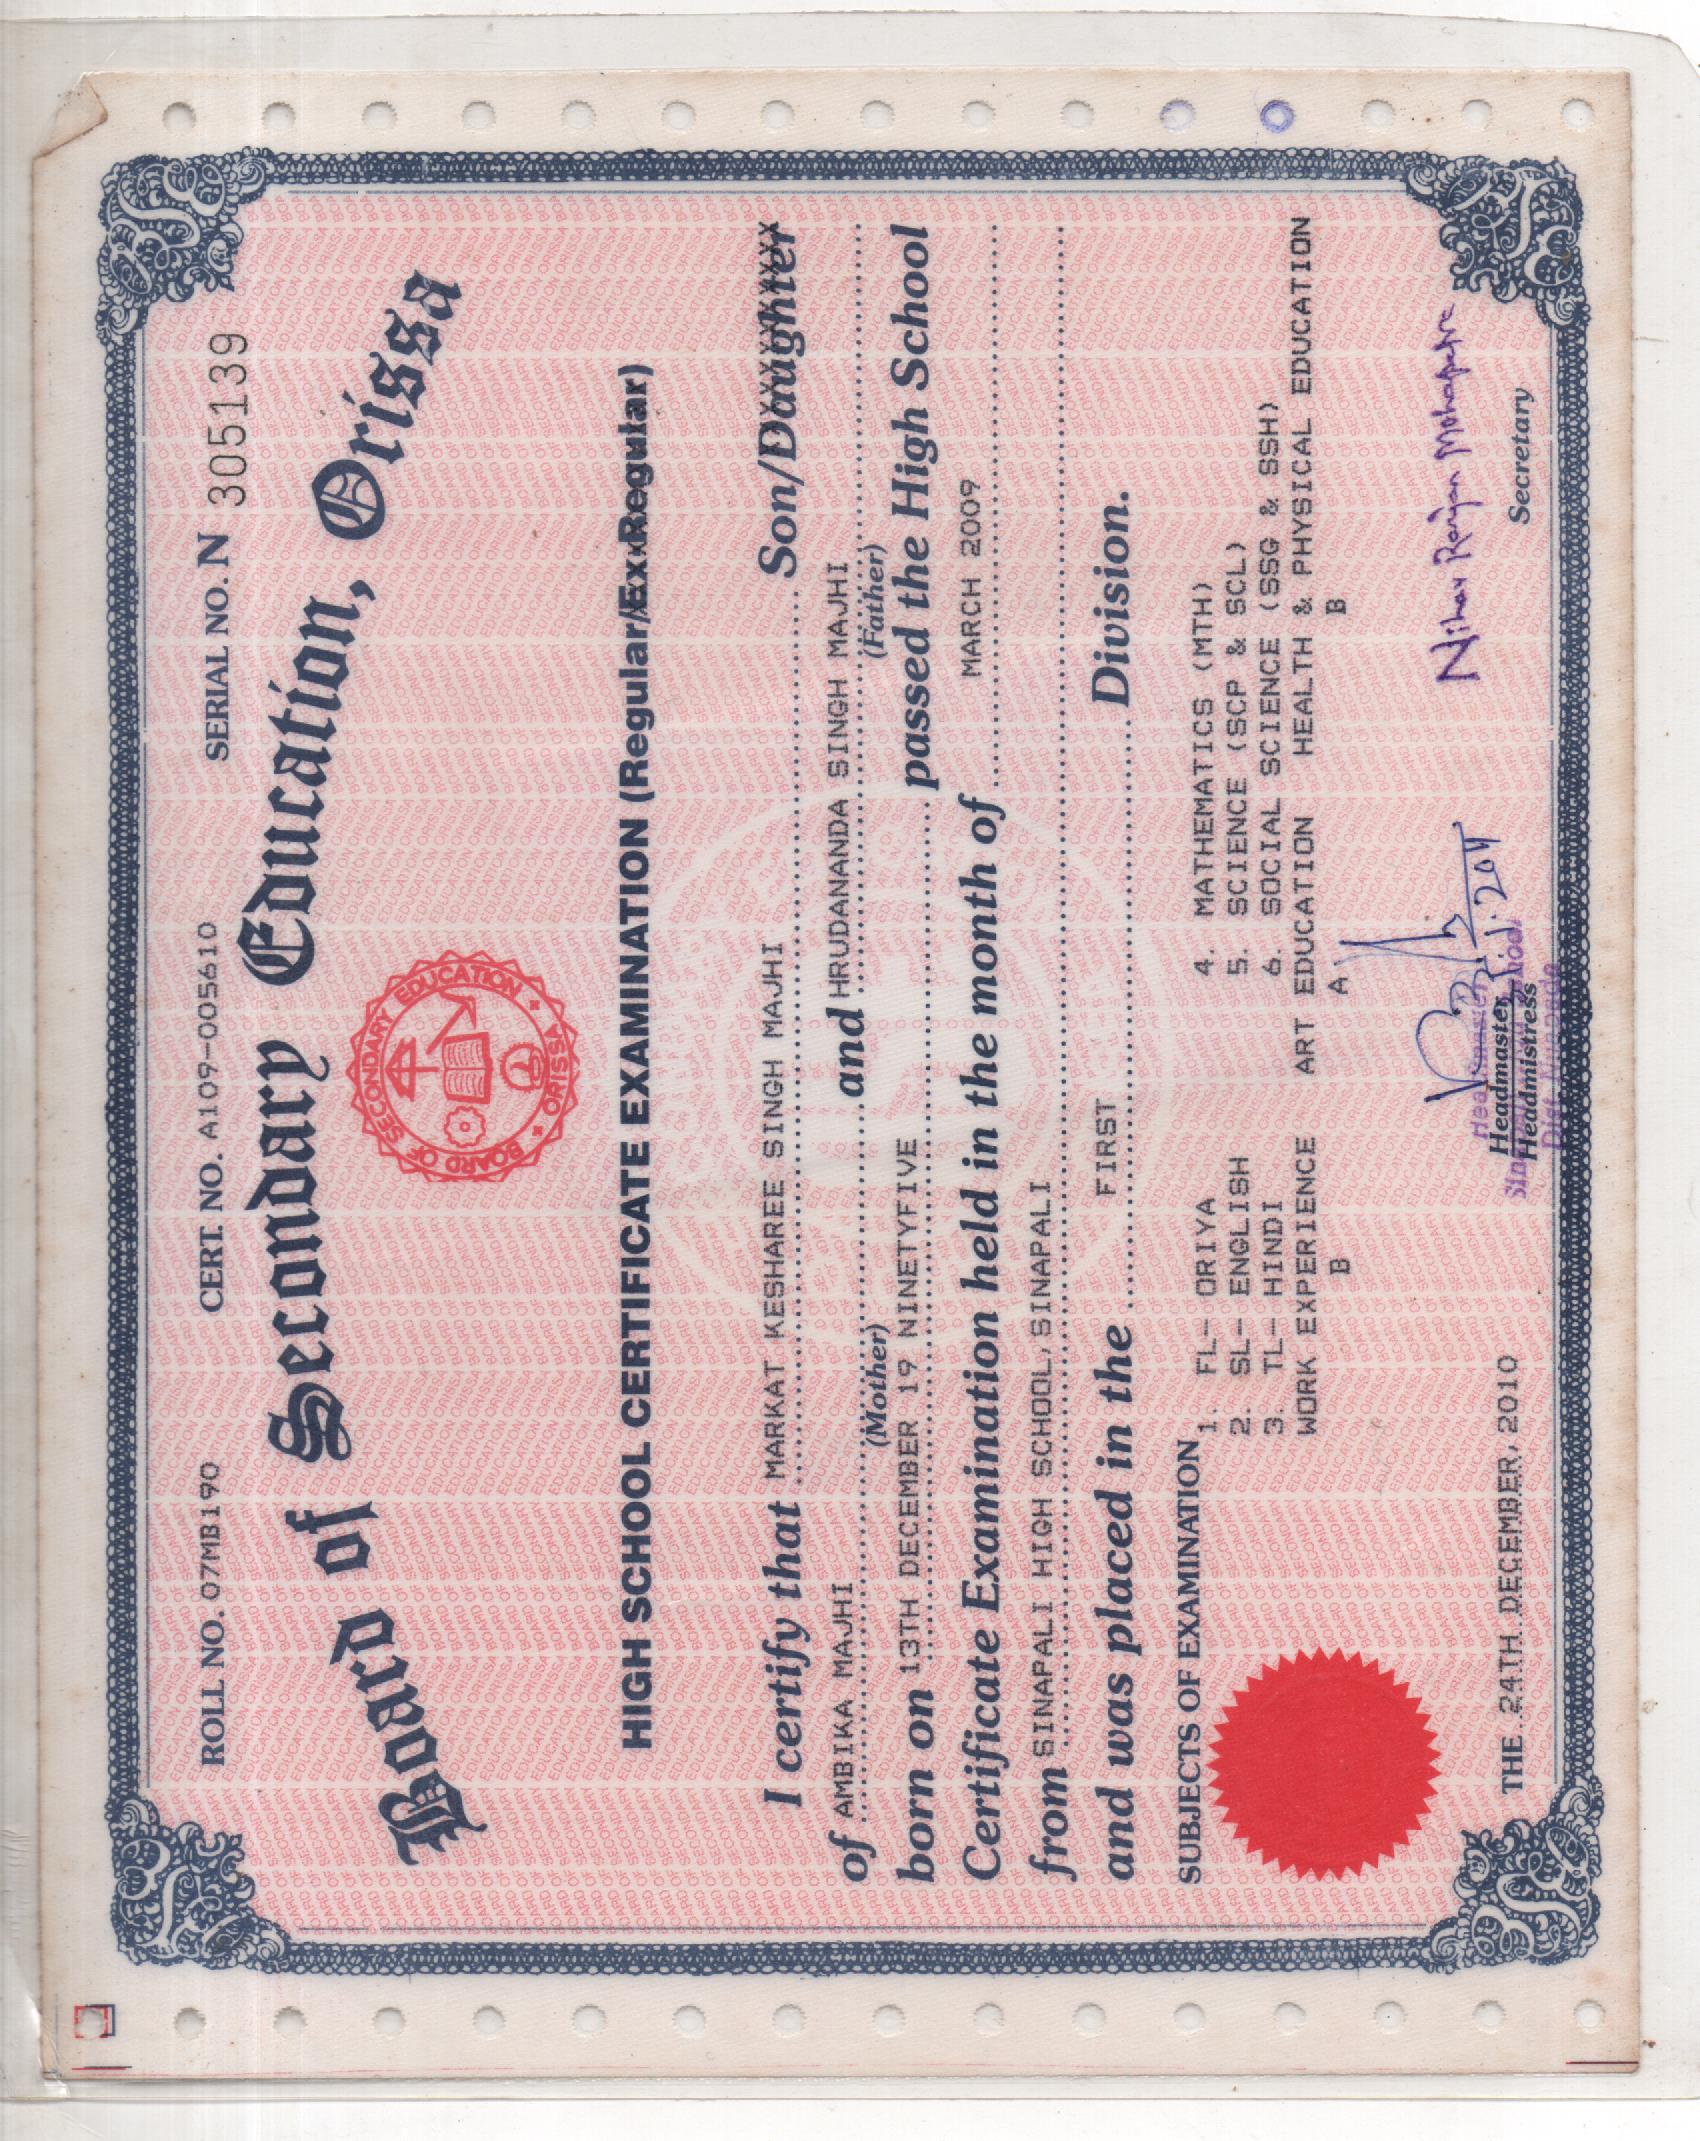 ROLL NO. 07MB190 CERT. NO. A109-005610 SERIAL NO. N 305139
Board of Secondary Education, Orissa
BOARD OF SECONDARY EDUCATION ORISSA
HIGH SCHOOL CERTIFICATE EXAMINATION (Regular/Ex-Regular)
I certify that MARKAT KESHAREE SINGH MAJHI Son/Daughter
of AMBIKA MAJHI and HRUDANANDA SINGH MAJHI
(Mother) (Father)
born on 13TH DECEMBER 19 NINETYFIVE passed the High School
Certificate Examination held in the month of MARCH 2009
from SINAPALI HIGH SCHOOL,SINAPALI
and was placed in the FIRST Division.
SUBJECTS OF EXAMINATION
1. FL- ORIYA 4. MATHEMATICS (MTH)
2. SL- ENGLISH 5. SCIENCE (SCP & SCL)
3. TL- HINDI 6. SOCIAL SCIENCE (SSG & SSH)
WORK EXPERIENCE ART EDUCATION HEALTH & PHYSICAL EDUCATION
B A B
Nihar Ranjan Mohapatra
Headmaster
Headmistress
THE 24TH DECEMBER, 2010 Secretary